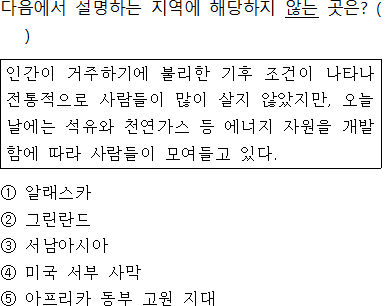 다음에서 설명하는 지역에 해당하지 않는 곳은? (
)
인간이 거주하기에 불리한 기후 조건이 나타나
전통적으로 사람들이 많이 살지 않았지만, 오늘
날에는 석유와 천연가스 등 에너지 자원을 개발
함에 따라 사람들이 모여들고 있다.
① 알래스카
② 그린란드
③ 서남아시아
④ 미국 서부 사막
⑤ 아프리카 동부 고원 지대